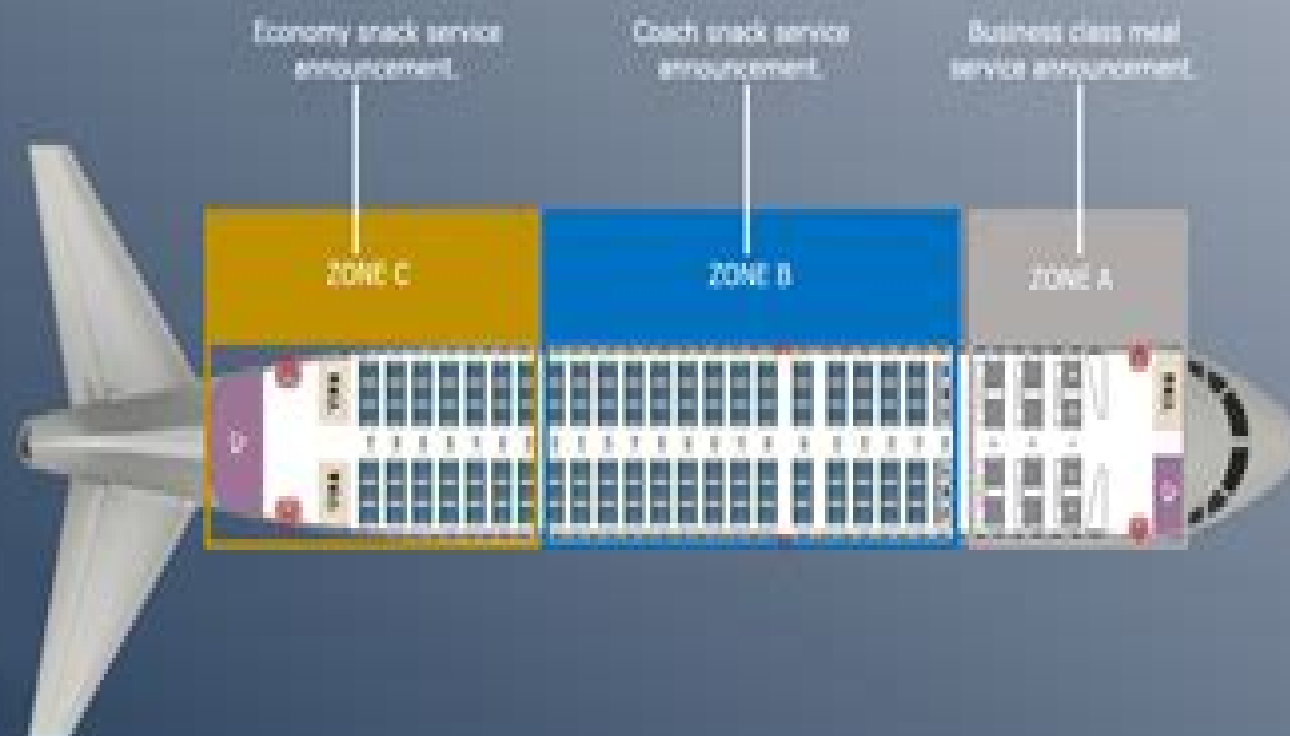 Economy snack service
announcement.
Coach snack service
announcement.
Business class meal
service announcement.
ZONE C
ZONE B
ZONE A